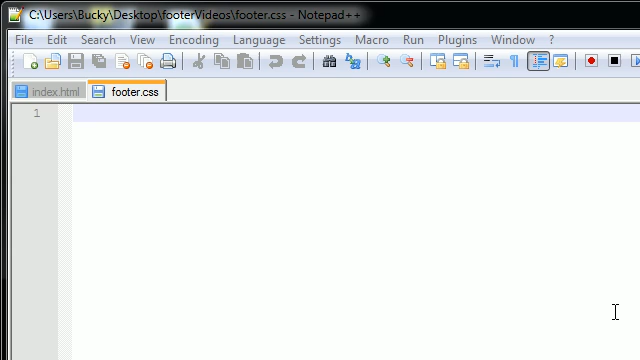 C:\Users\Bucky\Desktop\footerVideos\footer.css - Notepad++
File Edit Search View Encoding Language Settings Macro Run Plugins Window ?
index.html footer.css
1